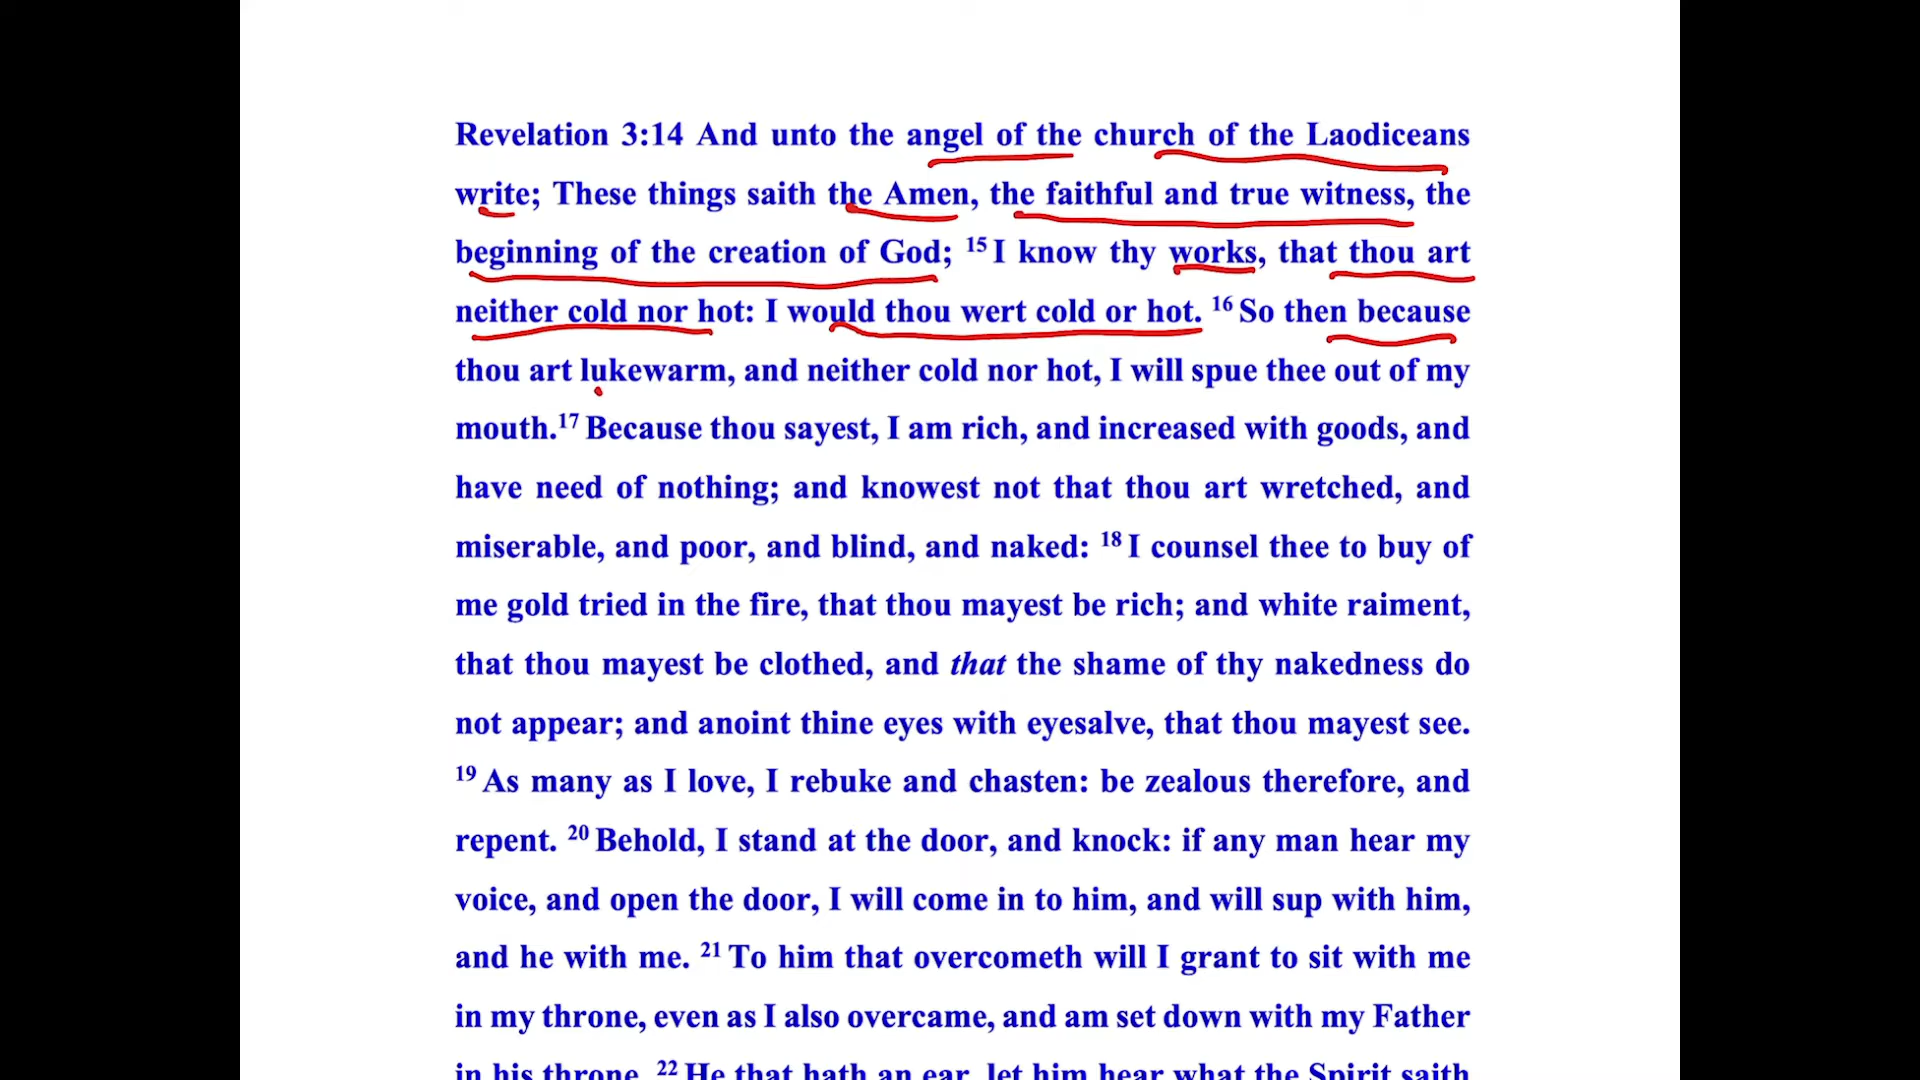 Revelation 3:14 And unto the angel of the church of the Laodiceans
write; These things saith the Amen, the faithful and true witness, the
beginning of the creation of God; 15 I know thy works, that thou art
neither cold nor hot: I would thou wert cold or hot. 16 So then because
thou art lukewarm, and neither cold nor hot, I will spue thee out of my
mouth.17 Because thou sayest, I am rich, and increased with goods, and
have need of nothing; and knowest not that thou art wretched, and
miserable, and poor, and blind, and naked: 18 I counsel thee to buy of
me gold tried in the fire, that thou mayest be rich; and white raiment,
that thou mayest be clothed, and that the shame of thy nakedness do
not appear; and anoint thine eyes with eyesalve, that thou mayest see.
19 As many as I love, I rebuke and chasten: be zealous therefore, and
repent. 20 Behold, I stand at the door, and knock: if any man hear my
voice, and open the door, I will come in to him, and will sup with him,
and he with me. 21 To him that overcometh will I grant to sit with me
in my throne, even as I also overcame, and am set down with my Father
in his throne. 22 He that hath an ear, let him hear what the Spirit saith